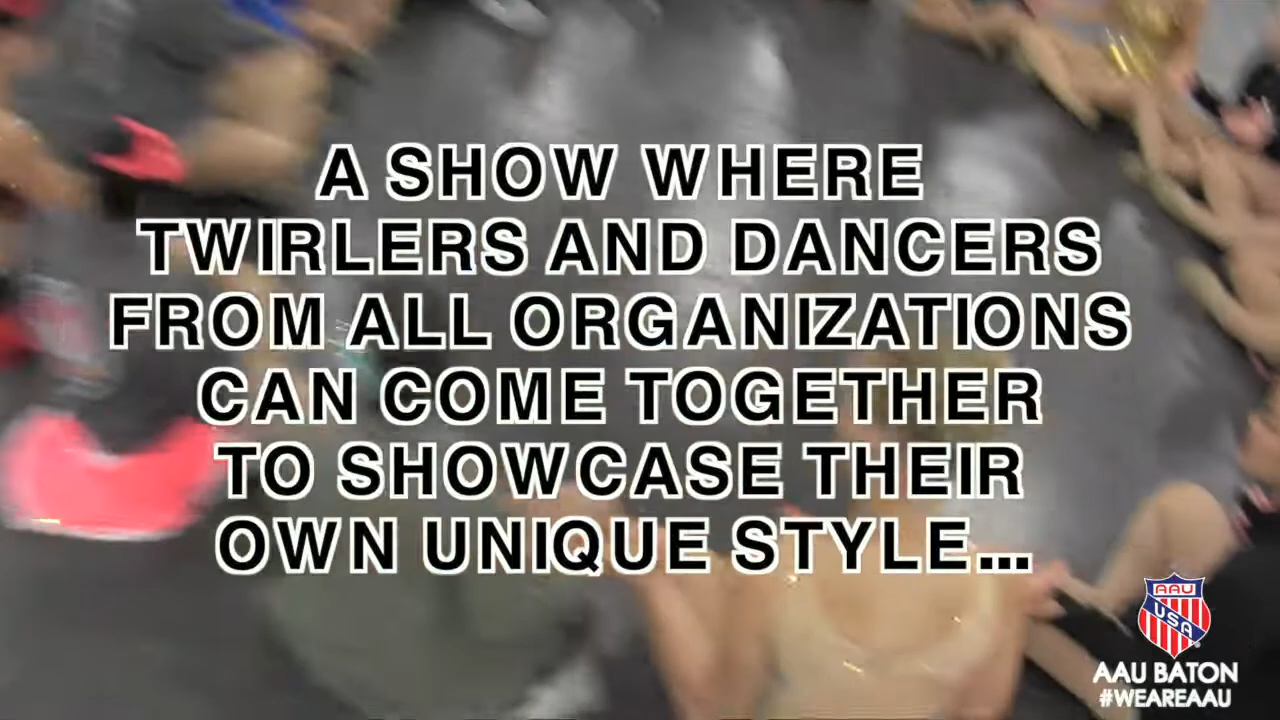 A SHOW WHERE
TWIRLERS AND DANCERS
FROM ALL ORGANIZATIONS
CAN COME TOGETHER
TO SHOWCASE THEIR
OWN UNIQUE STYLE...
AAU
USA
AAU BATON
#WEAREAAU